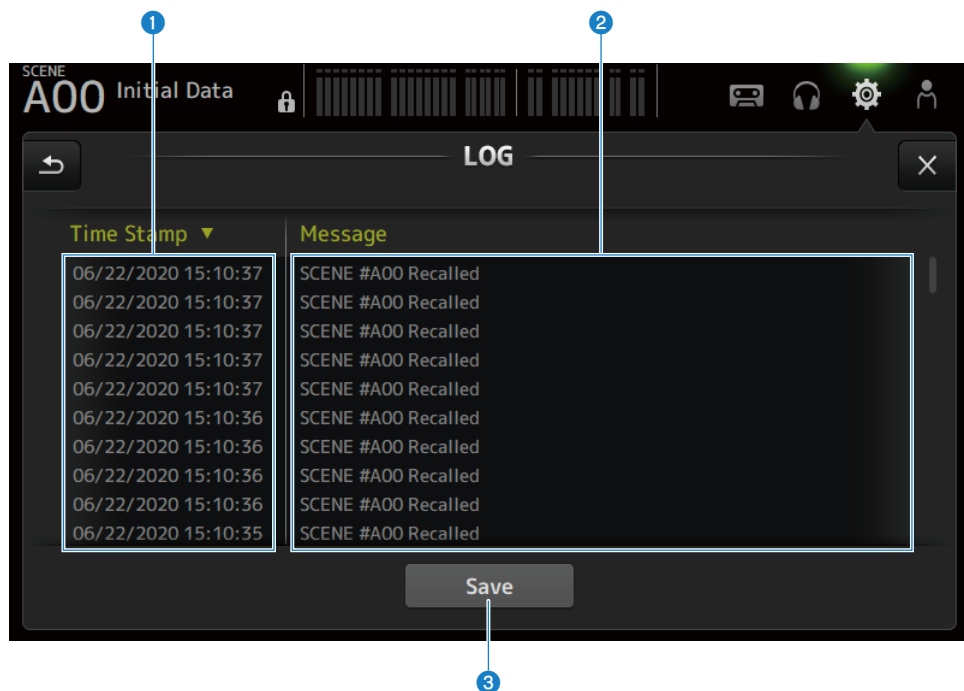 1 2
SCENE
A00 Initial Data
LOG
Time Stamp ▼ Message
06/22/2020 15:10:37 SCENE #A00 Recalled
06/22/2020 15:10:37 SCENE #A00 Recalled
06/22/2020 15:10:37 SCENE #A00 Recalled
06/22/2020 15:10:37 SCENE #A00 Recalled
06/22/2020 15:10:37 SCENE #A00 Recalled
06/22/2020 15:10:36 SCENE #A00 Recalled
06/22/2020 15:10:36 SCENE #A00 Recalled
06/22/2020 15:10:36 SCENE #A00 Recalled
06/22/2020 15:10:36 SCENE #A00 Recalled
06/22/2020 15:10:35 SCENE #A00 Recalled
Save
3